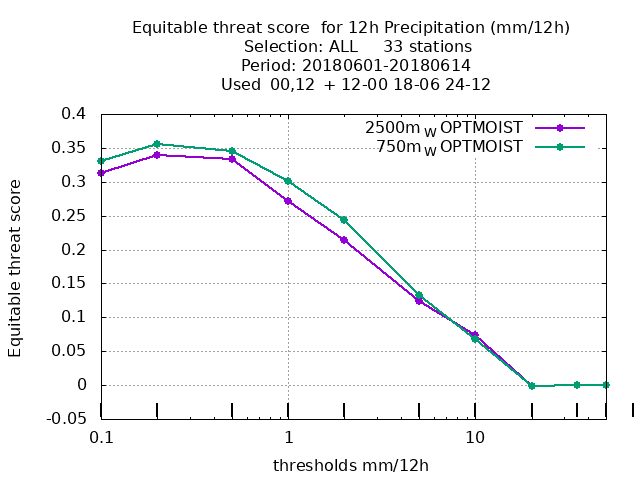 Equitable threat score  for 12h Precipitation (mm/12h)
Selection: ALL     33 stations
Period: 20180601-20180614
Used  00,12  + 12-00 18-06 24-12
2500m W OPTMOIST
750m W OPTMOIST
Equitable threat score
0.4
0.35
0.3
0.25
0.2
0.15
0.1
0.05
0
-0.05
0.1 1 10
thresholds mm/12h